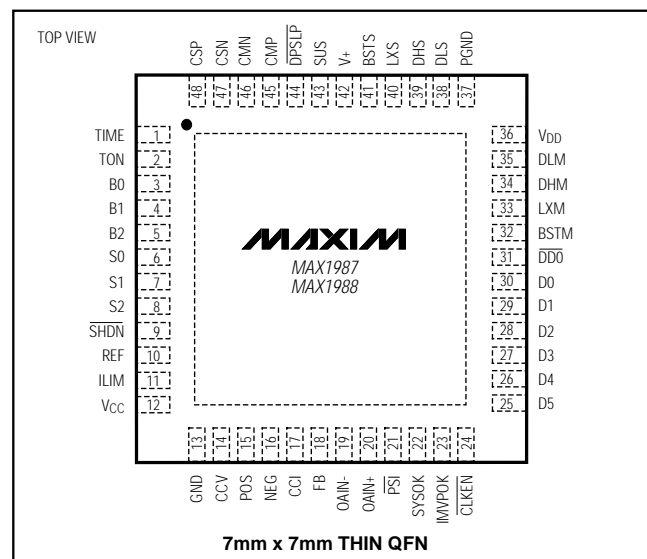 TOP VIEW
CSP
CSN
CMN
CMP
DPSLP
SUS
V+
BSTS
LXS
DHS
DLS
PGND
48
47
46
45
44
43
42
41
40
39
38
37
TIME 1
TON 2
B0 3
B1 4
B2 5
S0 6
S1 7
S2 8
SHDN 9
REF 10
ILIM 11
VCC 12
MAXIM
MAX1987
MAX1988
36 VDD
35 DLM
34 DHM
33 LXM
32 BSTM
31 DD0
30 D0
29 D1
28 D2
27 D3
26 D4
25 D5
13
14
15
16
17
18
19
20
21
22
23
24
GND
CCV
POS
NEG
CCI
FB
OAIN-
OAIN+
PSI
SYSOK
IMVPOK
CLKEN
7mm x 7mm THIN QFN